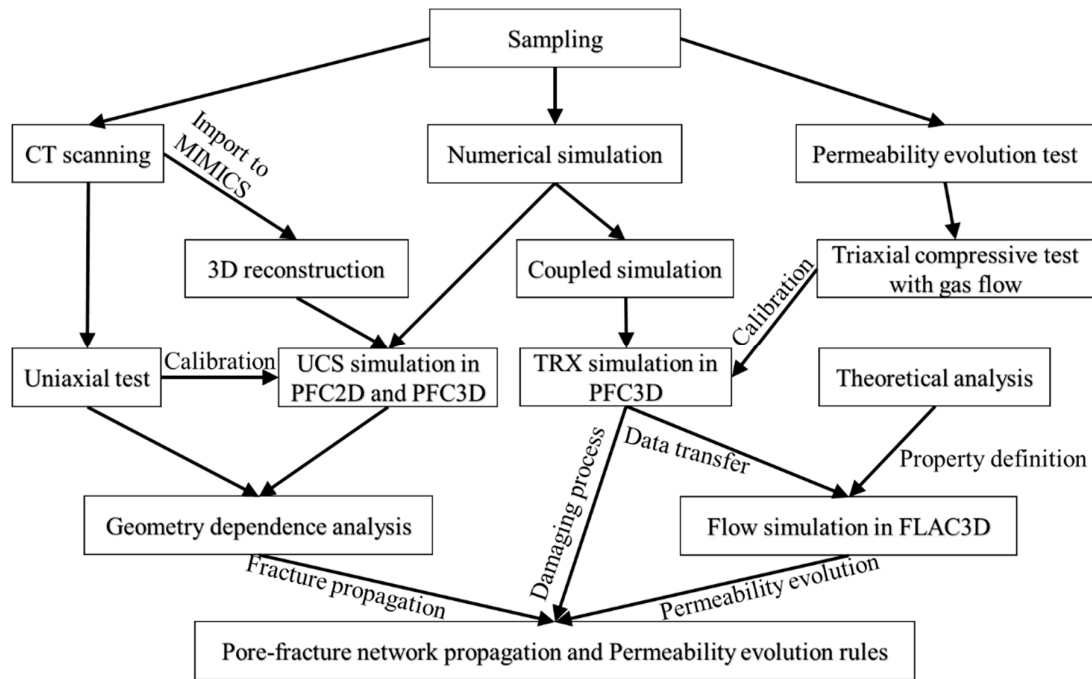 Sampling
CT scanning
Import to
MIMICS
Numerical simulation
Permeability evolution test
3D reconstruction
Coupled simulation
Triaxial compressive test
with gas flow
Calibration
Uniaxial test
Calibration
UCS simulation in
PFC2D and PFC3D
TRX simulation in
PFC3D
Theoretical analysis
Damaging process
Data transfer
Property definition
Geometry dependence analysis
Flow simulation in FLAC3D
Fracture propagation
Permeability evolution
Pore-fracture network propagation and Permeability evolution rules